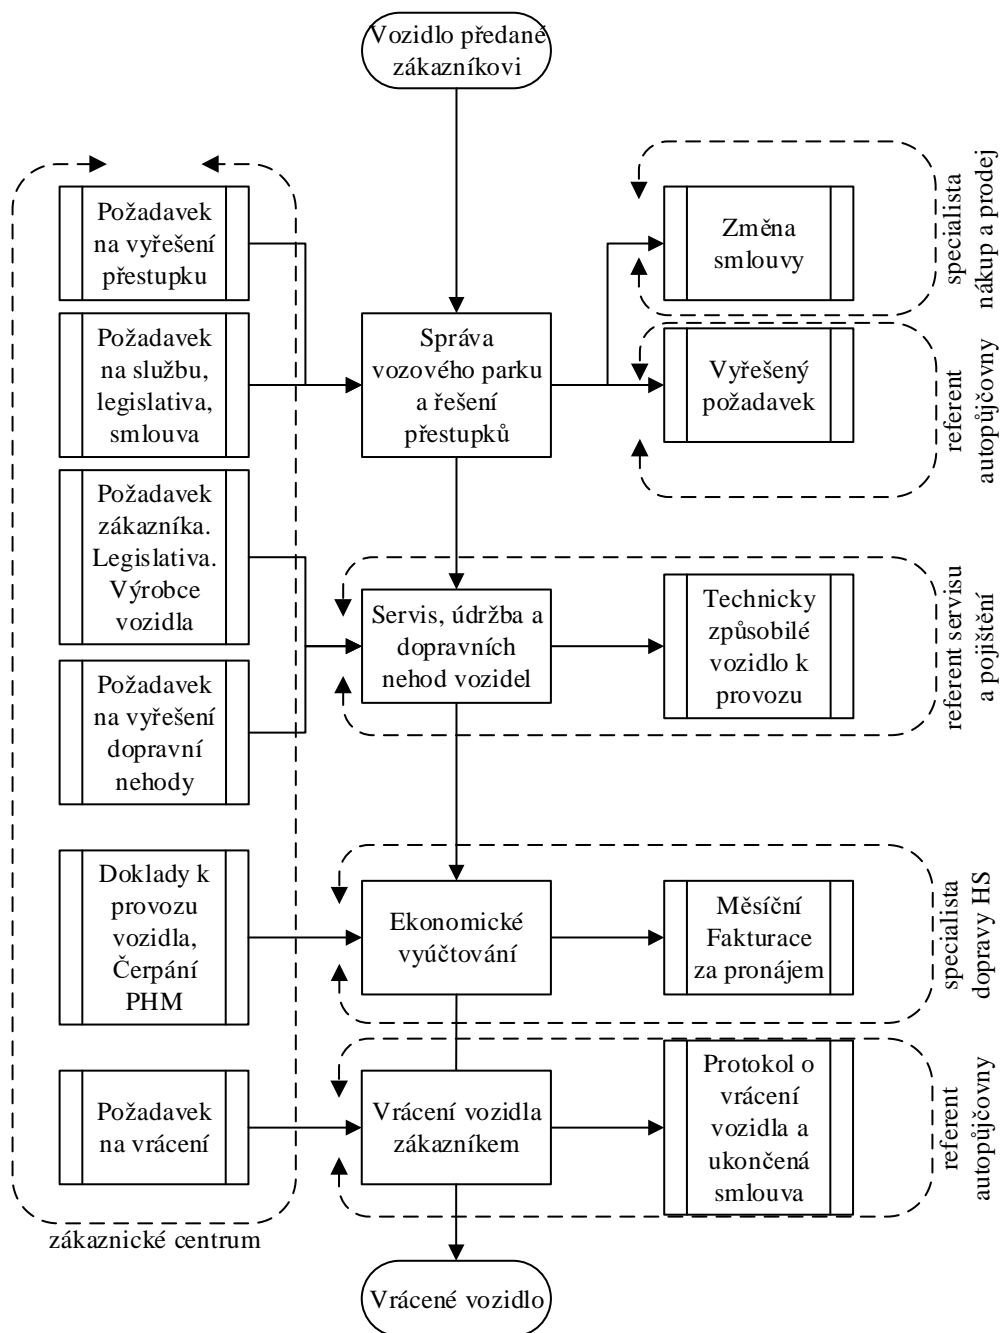 Vozidlo předané
zákazníkovi
Požadavek
na vyřešení
přestupku
Změna
smlouvy
specialista
nákup a prodej
Požadavek
na službu,
legislativa,
smlouva
Správa
vozového parku
a řešení
přestupků
Vyřešený
požadavek
referent
autopůjčovny
Požadavek
zákazníka.
Legislativa.
Výrobce
vozidla
Servis, údržba a
dopravních
nehod vozidel
Technicky
způsobilé
vozidlo k
provozu
referent servisu
a pojištění
Požadavek
na vyřešení
dopravní
nehody
Doklady k
provozu
vozidla,
Čerpání
PHM
Ekonomické
vyúčtování
Měsíční
Fakturace
za pronájem
specialista
dopravy HS
Požadavek
na vrácení
Vrácení vozidla
zákazníkem
Protokol o
vrácení
vozidla a
ukončená
smlouva
referent
autopůjčovny
zákaznické centrum
Vrácené vozidlo